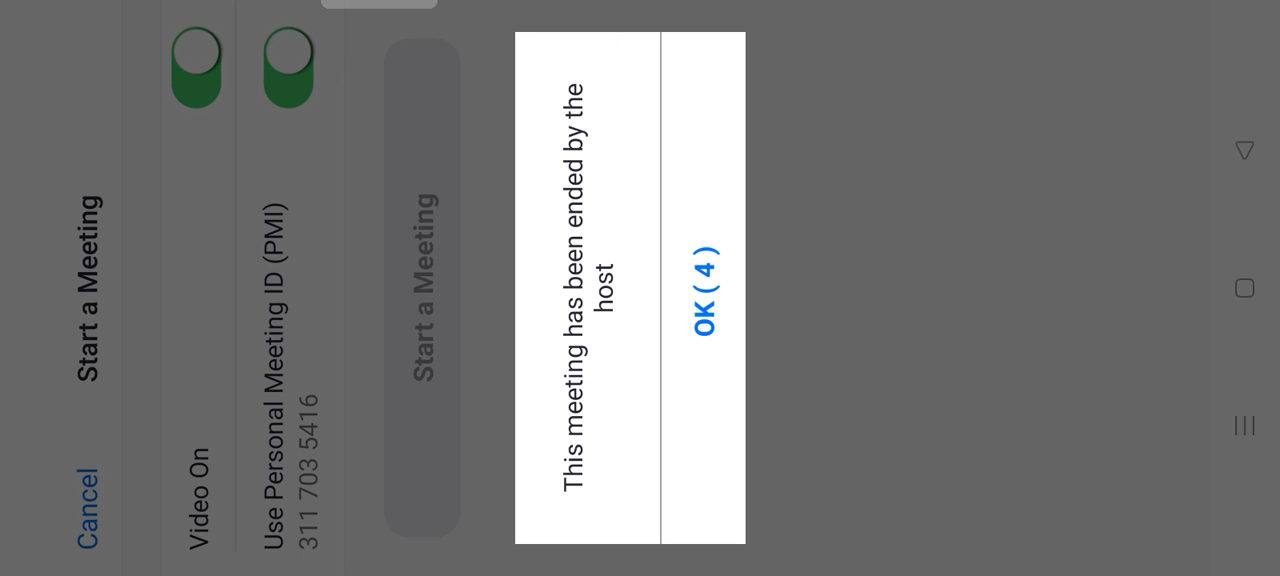 Cancel
Start a Meeting
Video On
Use Personal Meeting ID (PMI)
311 703 5416
Start a Meeting
This meeting has been ended by the
host
OK ( 4 )